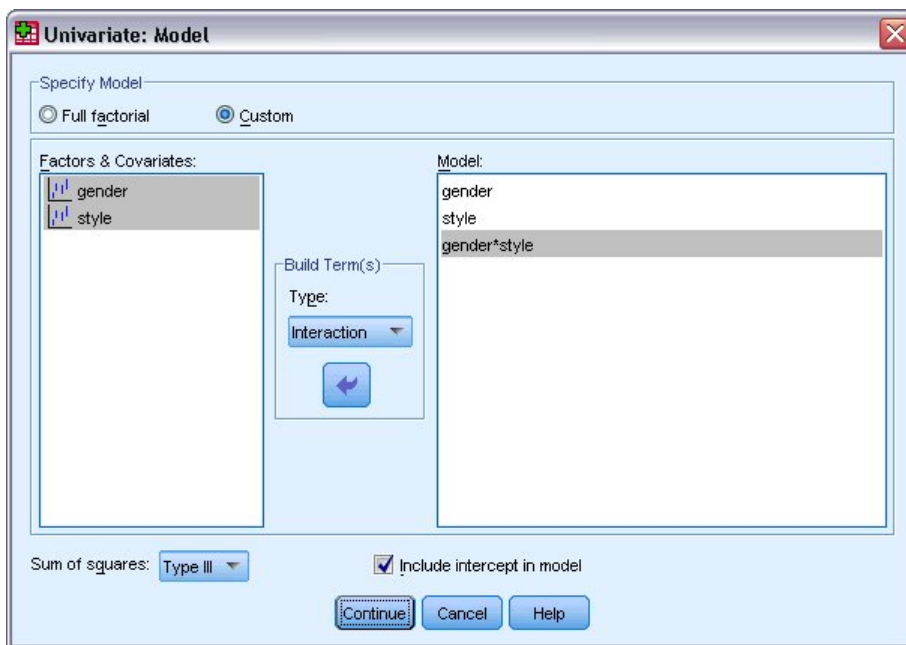 Univariate: Model
Specify Model
Full factorial
Custom
Factors & Covariates:
gender
style
Build Term(s)
Type:
Interaction
Model:
gender
style
gender*style
Sum of squares: Type III
Include intercept in model
Continue Cancel Help